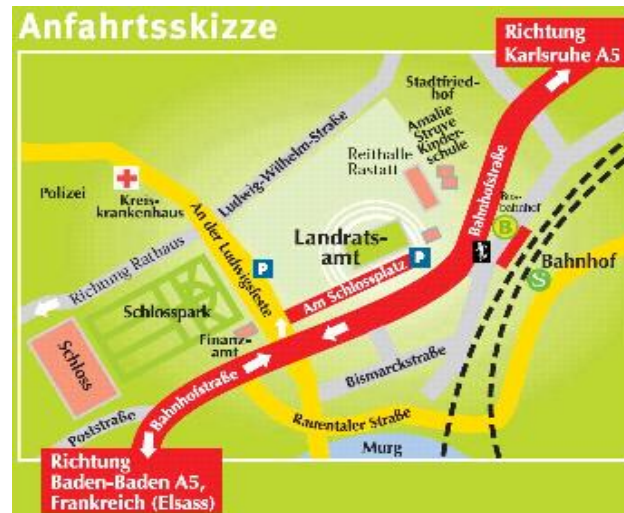 Anfahrtsskizze
Richtung
Karlsruhe A5
Stadtfried-
hof
Amalie
Struve
Kinder-
schule
Ludwig-Wilhelm-Straße
Reithalle
Rastatt
Polizei
Kreis-
krankenhaus
An der Ludwigsfeste
Bahnhofstraße
Bus-
bahnhof
B
Landrats-
amt
Bahnhof
S
Richtung Rathaus
P
P
Am Schlossplatz
Schlosspark
Finanz-
amt
Schloss
Bahnhofstraße
Bismarckstraße
Poststraße
Rauentaler Straße
Murg
Richtung
Baden-Baden A5,
Frankreich (Elsass)